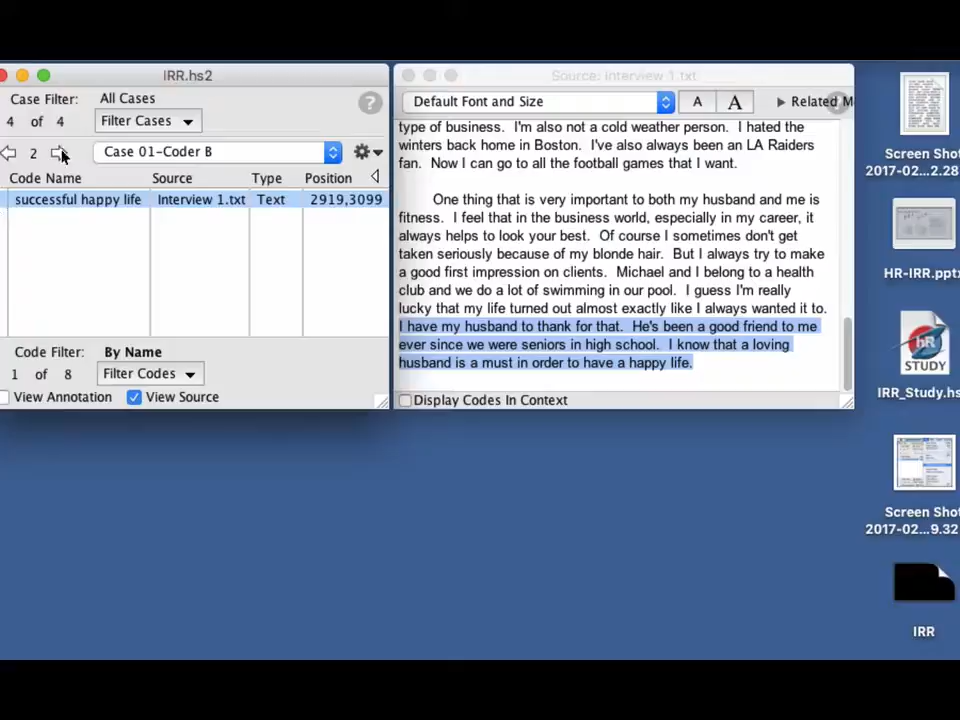 IRR.hs2
Case Filter: All Cases
4 of 4 Filter Cases
2 Case 01-Coder B
Code Name Source Type Position
successful happy life Interview 1.txt Text 2919,3099
Code Filter: By Name
1 of 8 Filter Codes
View Annotation View Source
Source: Interview 1.txt
Default Font and Size A A Related M
type of business. I'm also not a cold weather person. I hated the
winters back home in Boston. I've also always been an LA Raiders
fan. Now I can go to all the football games that I want.
One thing that is very important to both my husband and me is
fitness. I feel that in the business world, especially in my career, it
always helps to look your best. Of course I sometimes don't get
taken seriously because of my blonde hair. But I always try to make
a good first impression on clients. Michael and I belong to a health
club and we do a lot of swimming in our pool. I guess I'm really
lucky that my life turned out almost exactly like I always wanted it to.
I have my husband to thank for that. He's been a good friend to me
ever since we were seniors in high school. I know that a loving
husband is a must in order to have a happy life.
Display Codes In Context
Screen Sho
2017-02...2.28
HR-IRR.pptx
hR
STUDY
IRR_Study.hs
Screen Sho
2017-02...9.32
IRR